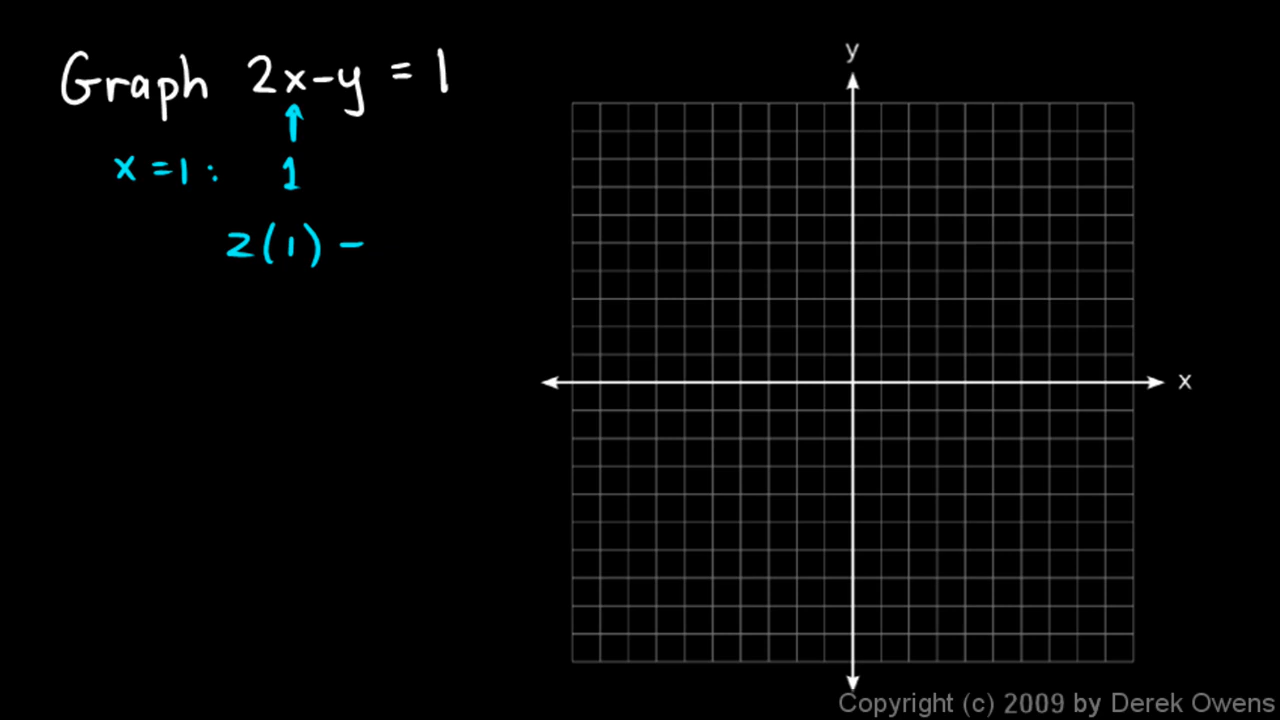 Graph 2x-y = 1
x = 1 : 1
2(1) -
y
x
Copyright (c) 2009 by Derek Owens